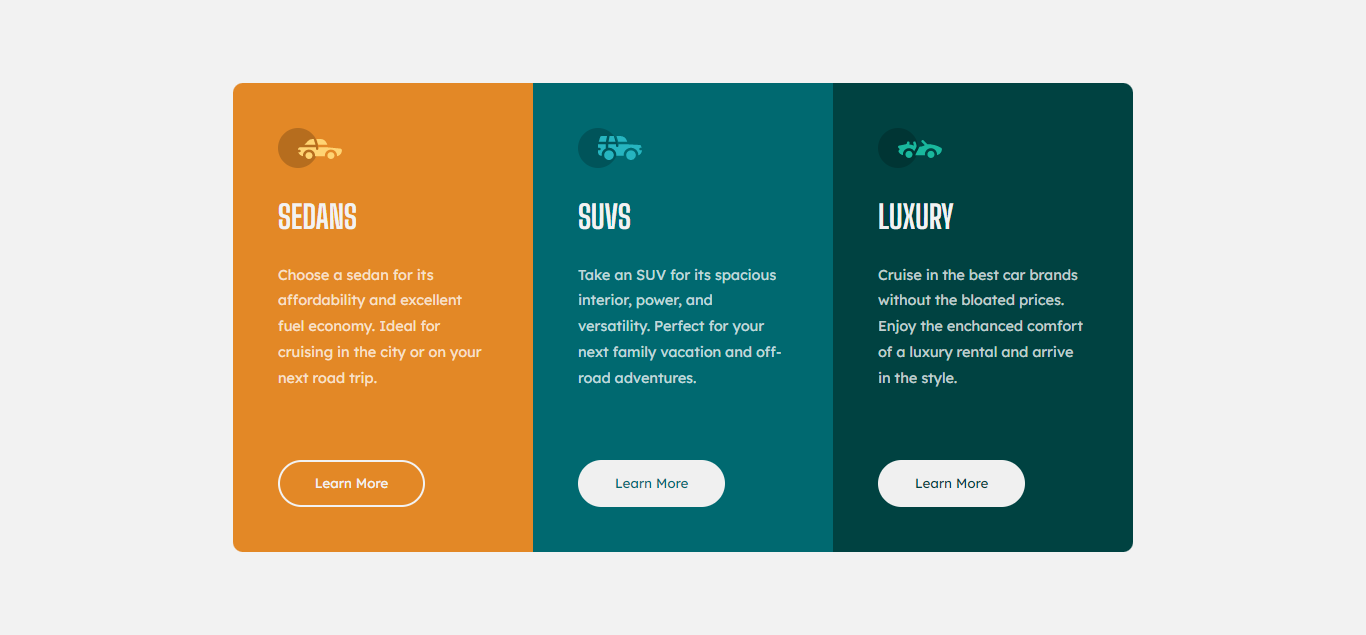 SEDANS
Choose a sedan for its
affordability and excellent
fuel economy. Ideal for
cruising in the city or on your
next road trip.
Learn More
SUVS
Take an SUV for its spacious
interior, power, and
versatility. Perfect for your
next family vacation and off-
road adventures.
Learn More
LUXURY
Cruise in the best car brands
without the bloated prices.
Enjoy the enchanced comfort
of a luxury rental and arrive
in the style.
Learn More